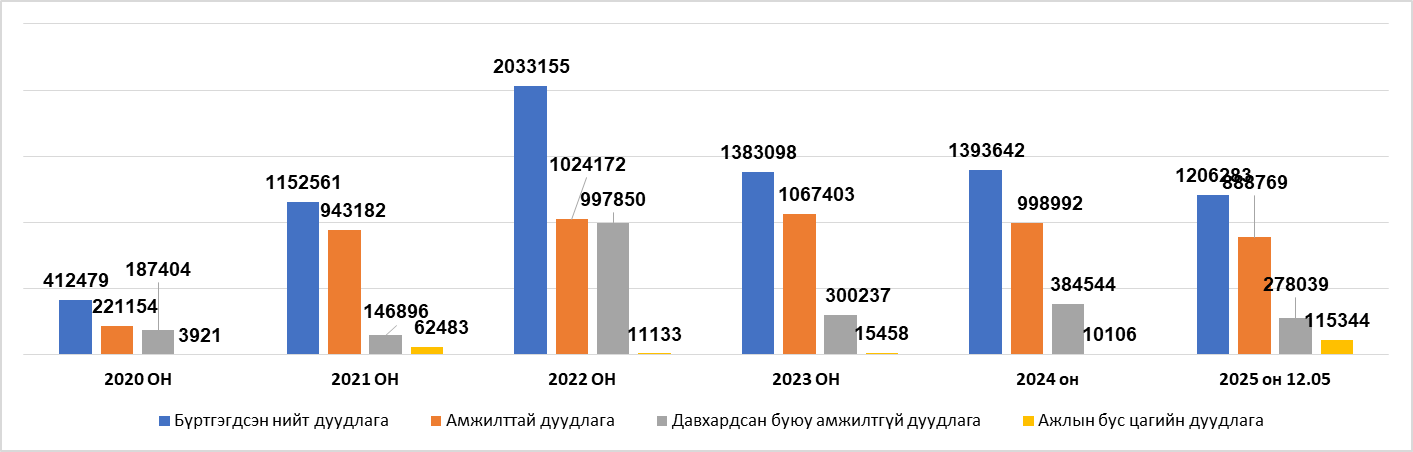 2033155
1024172
997850
11133
1152561
943182
146896
62483
412479
221154
187404
3921
1383098
1067403
300237
15458
1393642
998992
384544
10106
1206283
888769
278039
115344
2020 ОН
2021 ОН
2022 ОН
2023 ОН
2024 он
2025 он 12.05
Бүртгэгдсэн нийт дуудлага
Амжилттай дуудлага
Давхардсан буюу амжилтгүй дуудлага
Ажлын бус цагийн дуудлага